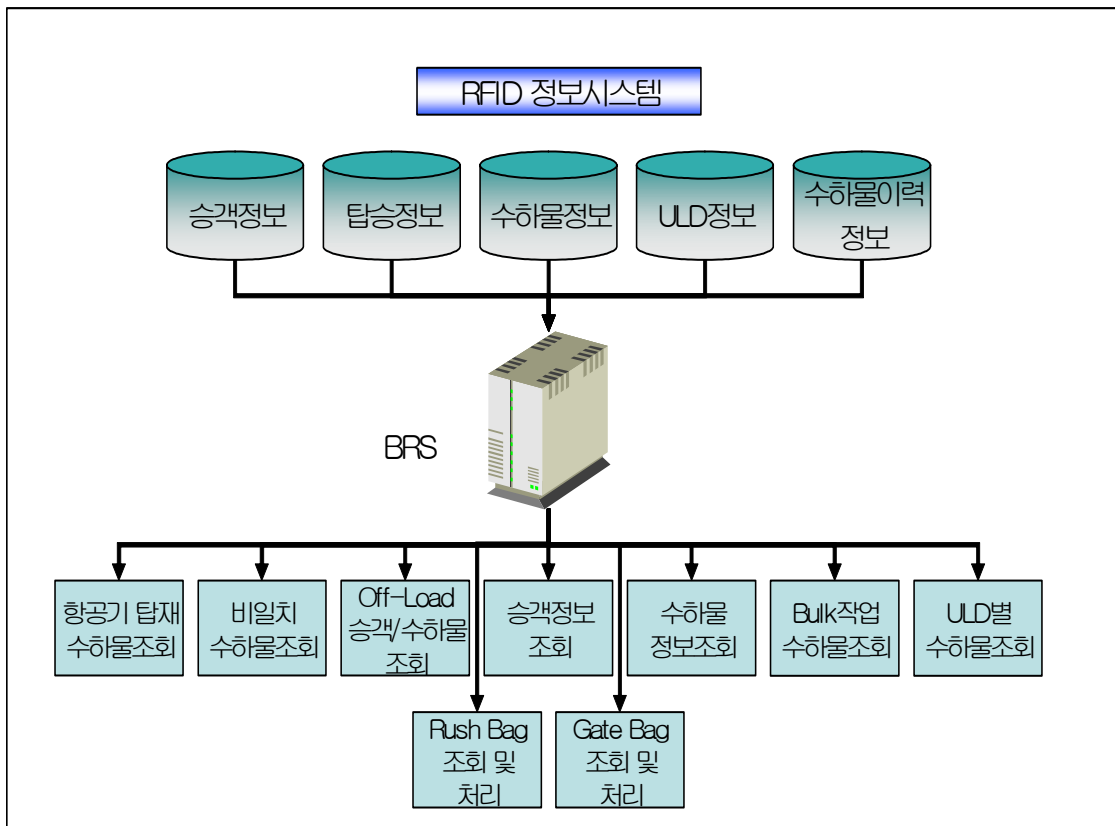 RFID 정보시스템
승객정보
탑승정보
수하물정보
ULD정보
수하물이력
정보
BRS
항공기 탑재
수하물조회
비일치
수하물조회
Off-Load
승객/수하물
조회
승객정보
조회
수하물
정보조회
Bulk작업
수하물조회
ULD별
수하물조회
Rush Bag
조회 및
처리
Gate Bag
조회 및
처리